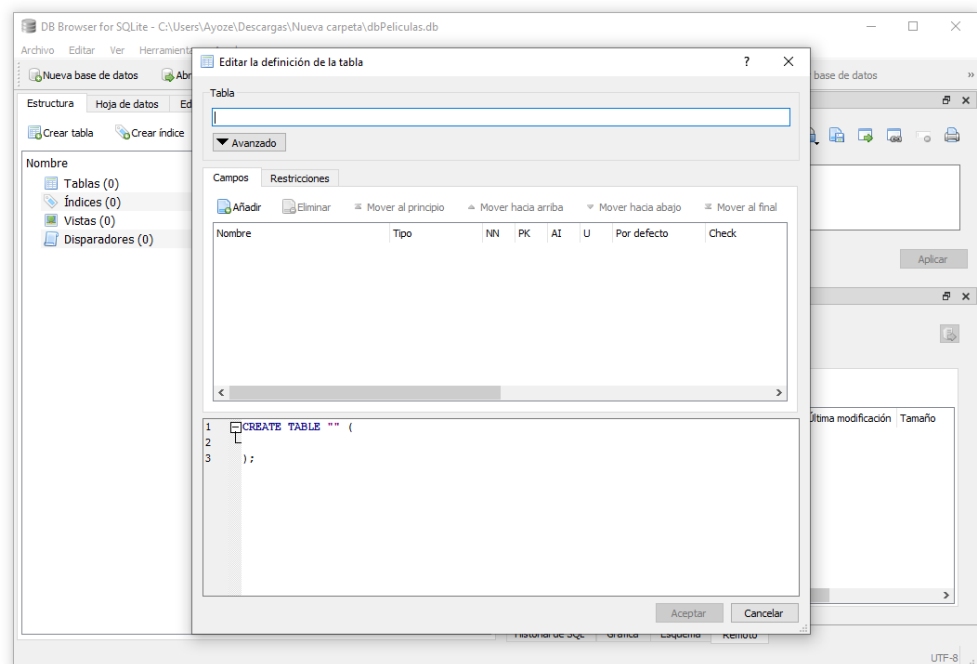 DB Browser for SQLite - C:\Users\Ayoze\Descargas\Nueva carpeta\dbPeliculas.db
Archivo Editar Ver
Nueva base de datos
base de datos
»
Editar la definición de la tabla
?
Tabla
Avanzado
Estructura Hoja de datos
Crear tabla Crear índice
Nombre
Tablas (0)
Índices (0)
Vistas (0)
Disparadores (0)
Campos Restricciones
Añadir Eliminar Mover al principio Mover hacia arriba Mover hacia abajo Mover al final
Nombre Tipo NN PK AI U Por defecto Check
Aplicar
Última modificación Tamaño
1 CREATE TABLE "" (
2
3 );
Aceptar Cancelar
Historial de SQL Gráfica Esquema Remoto
UTF-8